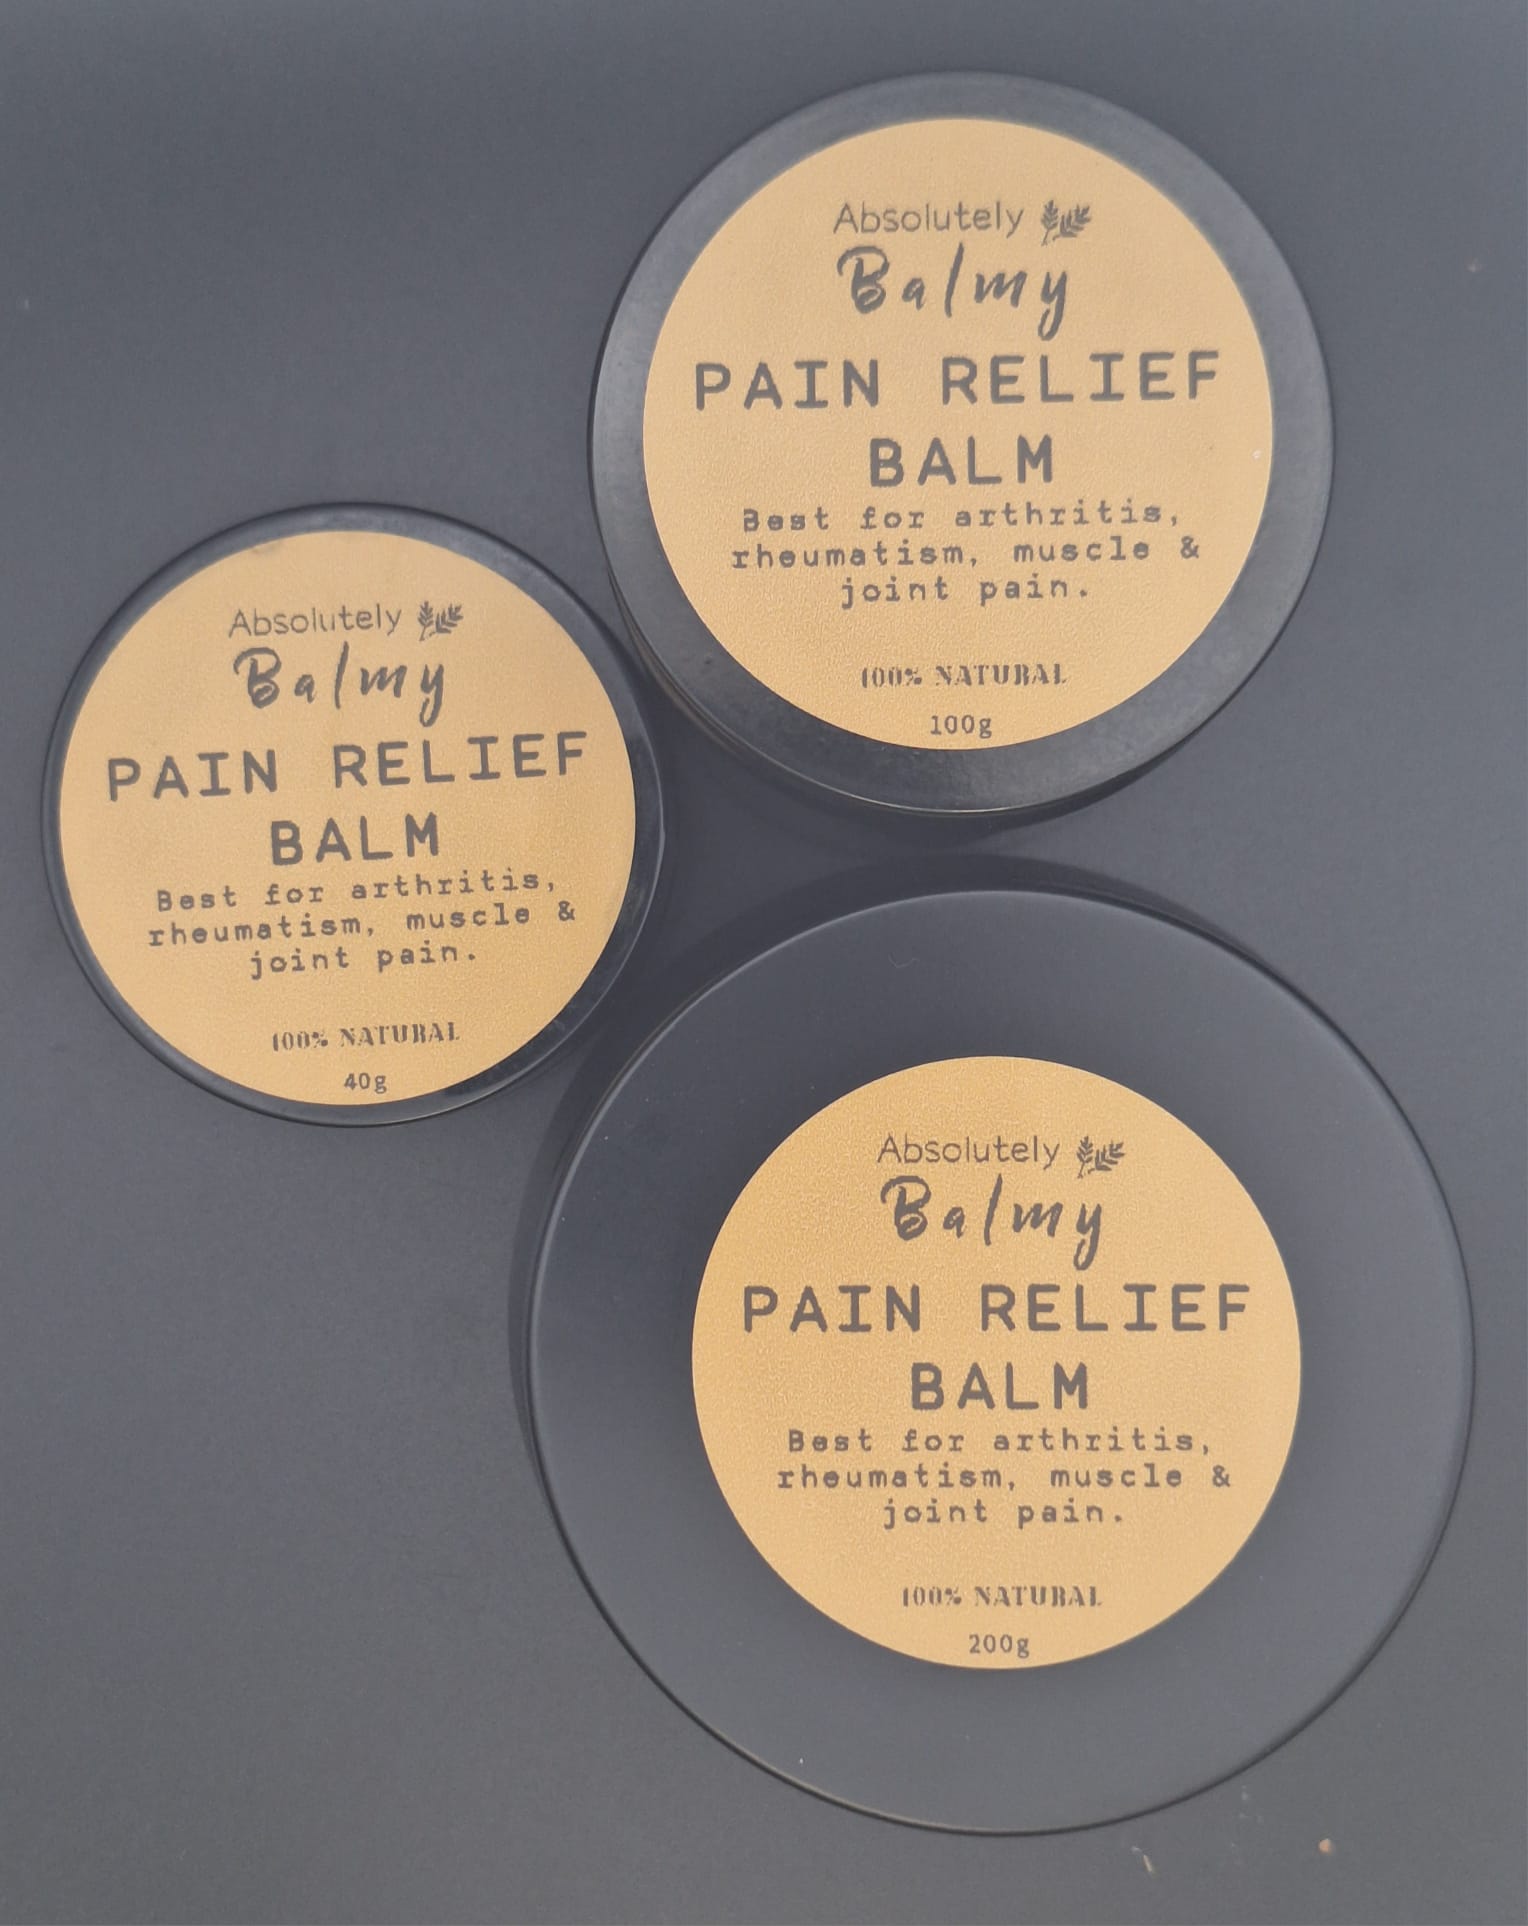 Absolutely
Balmy
PAIN RELIEF
BALM
Best for arthritis,
rheumatism, muscle &
joint pain.
100% NATURAL
100g
Absolutely
Balmy
PAIN RELIEF
BALM
Best for arthritis,
rheumatism, muscle &
joint pain.
100% NATURAL
40g
Absolutely
Balmy
PAIN RELIEF
BALM
Best for arthritis,
rheumatism, muscle &
joint pain.
100% NATURAL
200g